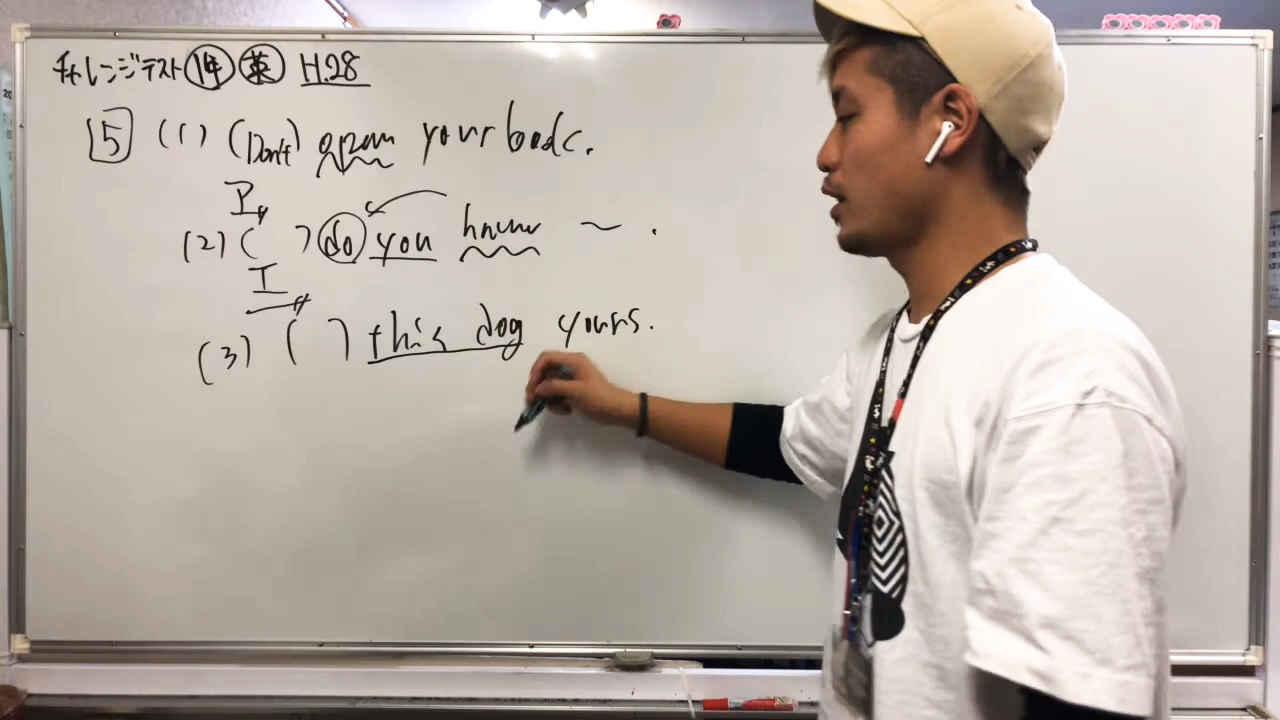 チャレンジテスト 1年 英 H.28
5 (1) (Don't) open your book.
ア
(2) ( ) do you know ~ .
I
(3) ( ) this dog yours.